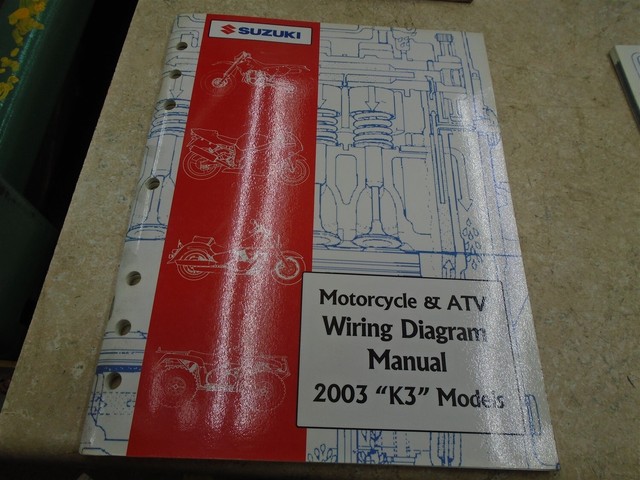 SUZUKI
Motorcycle & ATV
Wiring Diagram
Manual
2003 “K3” Models